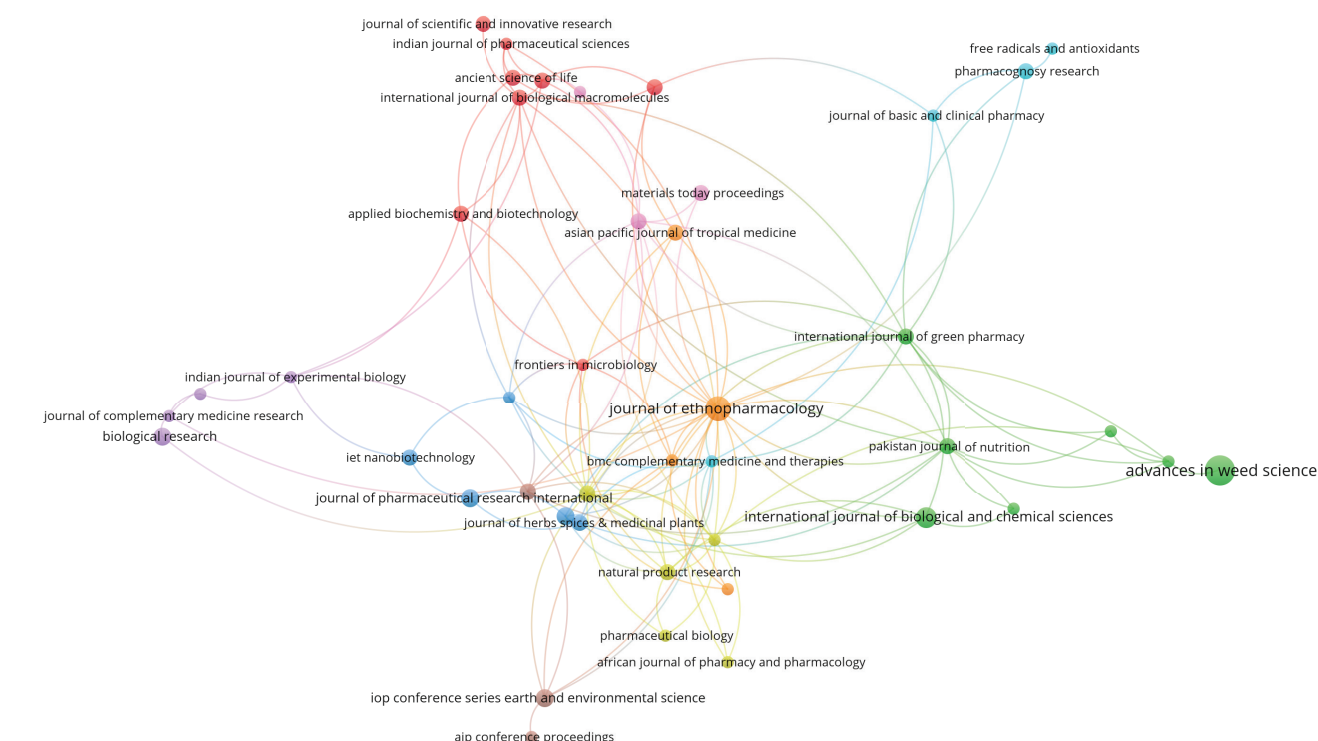 journal of scientific and innovative research
indian journal of pharmaceutical sciences
free radicals and antioxidants
pharmacognosy research
ancient science of life
international journal of biological macromolecules
journal of basic and clinical pharmacy
materials today proceedings
applied biochemistry and biotechnology
asian pacific journal of tropical medicine
international journal of green pharmacy
frontiers in microbiology
indian journal of experimental biology
journal of ethnopharmacology
journal of complementary medicine research
biological research
pakistan journal of nutrition
iet nanobiotechnology
bmc complementary medicine and therapies
advances in weed science
journal of pharmaceutical research international
journal of herbs spices & medicinal plants
international journal of biological and chemical sciences
natural product research
pharmaceutical biology
african journal of pharmacy and pharmacology
iop conference series earth and environmental science
aip conference proceedings